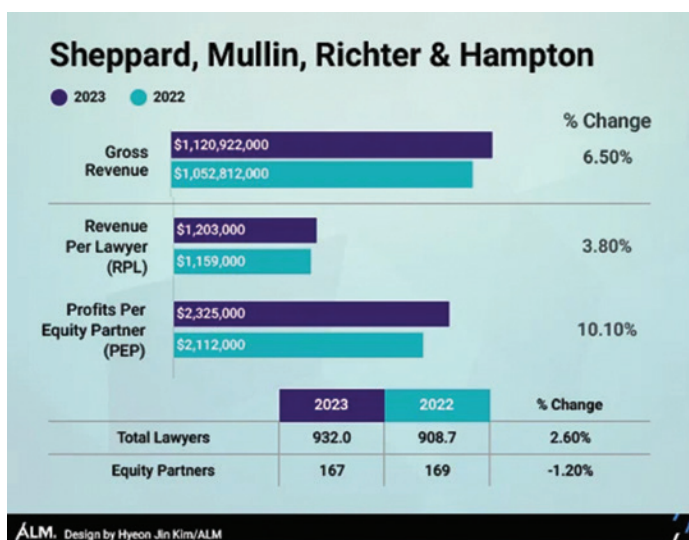 Sheppard, Mullin, Richter & Hampton
2023 2022
% Change
Gross
Revenue
$1,120,922,000
$1,052,812,000
6.50%
Revenue
Per Lawyer
(RPL)
$1,203,000
$1,159,000
3.80%
Profits Per
Equity Partner
(PEP)
$2,325,000
$2,112,000
10.10%
2023 2022 % Change
Total Lawyers 932.0 908.7 2.60%
Equity Partners 167 169 -1.20%
ALM. Design by Hyeon Jin Kim/ALM